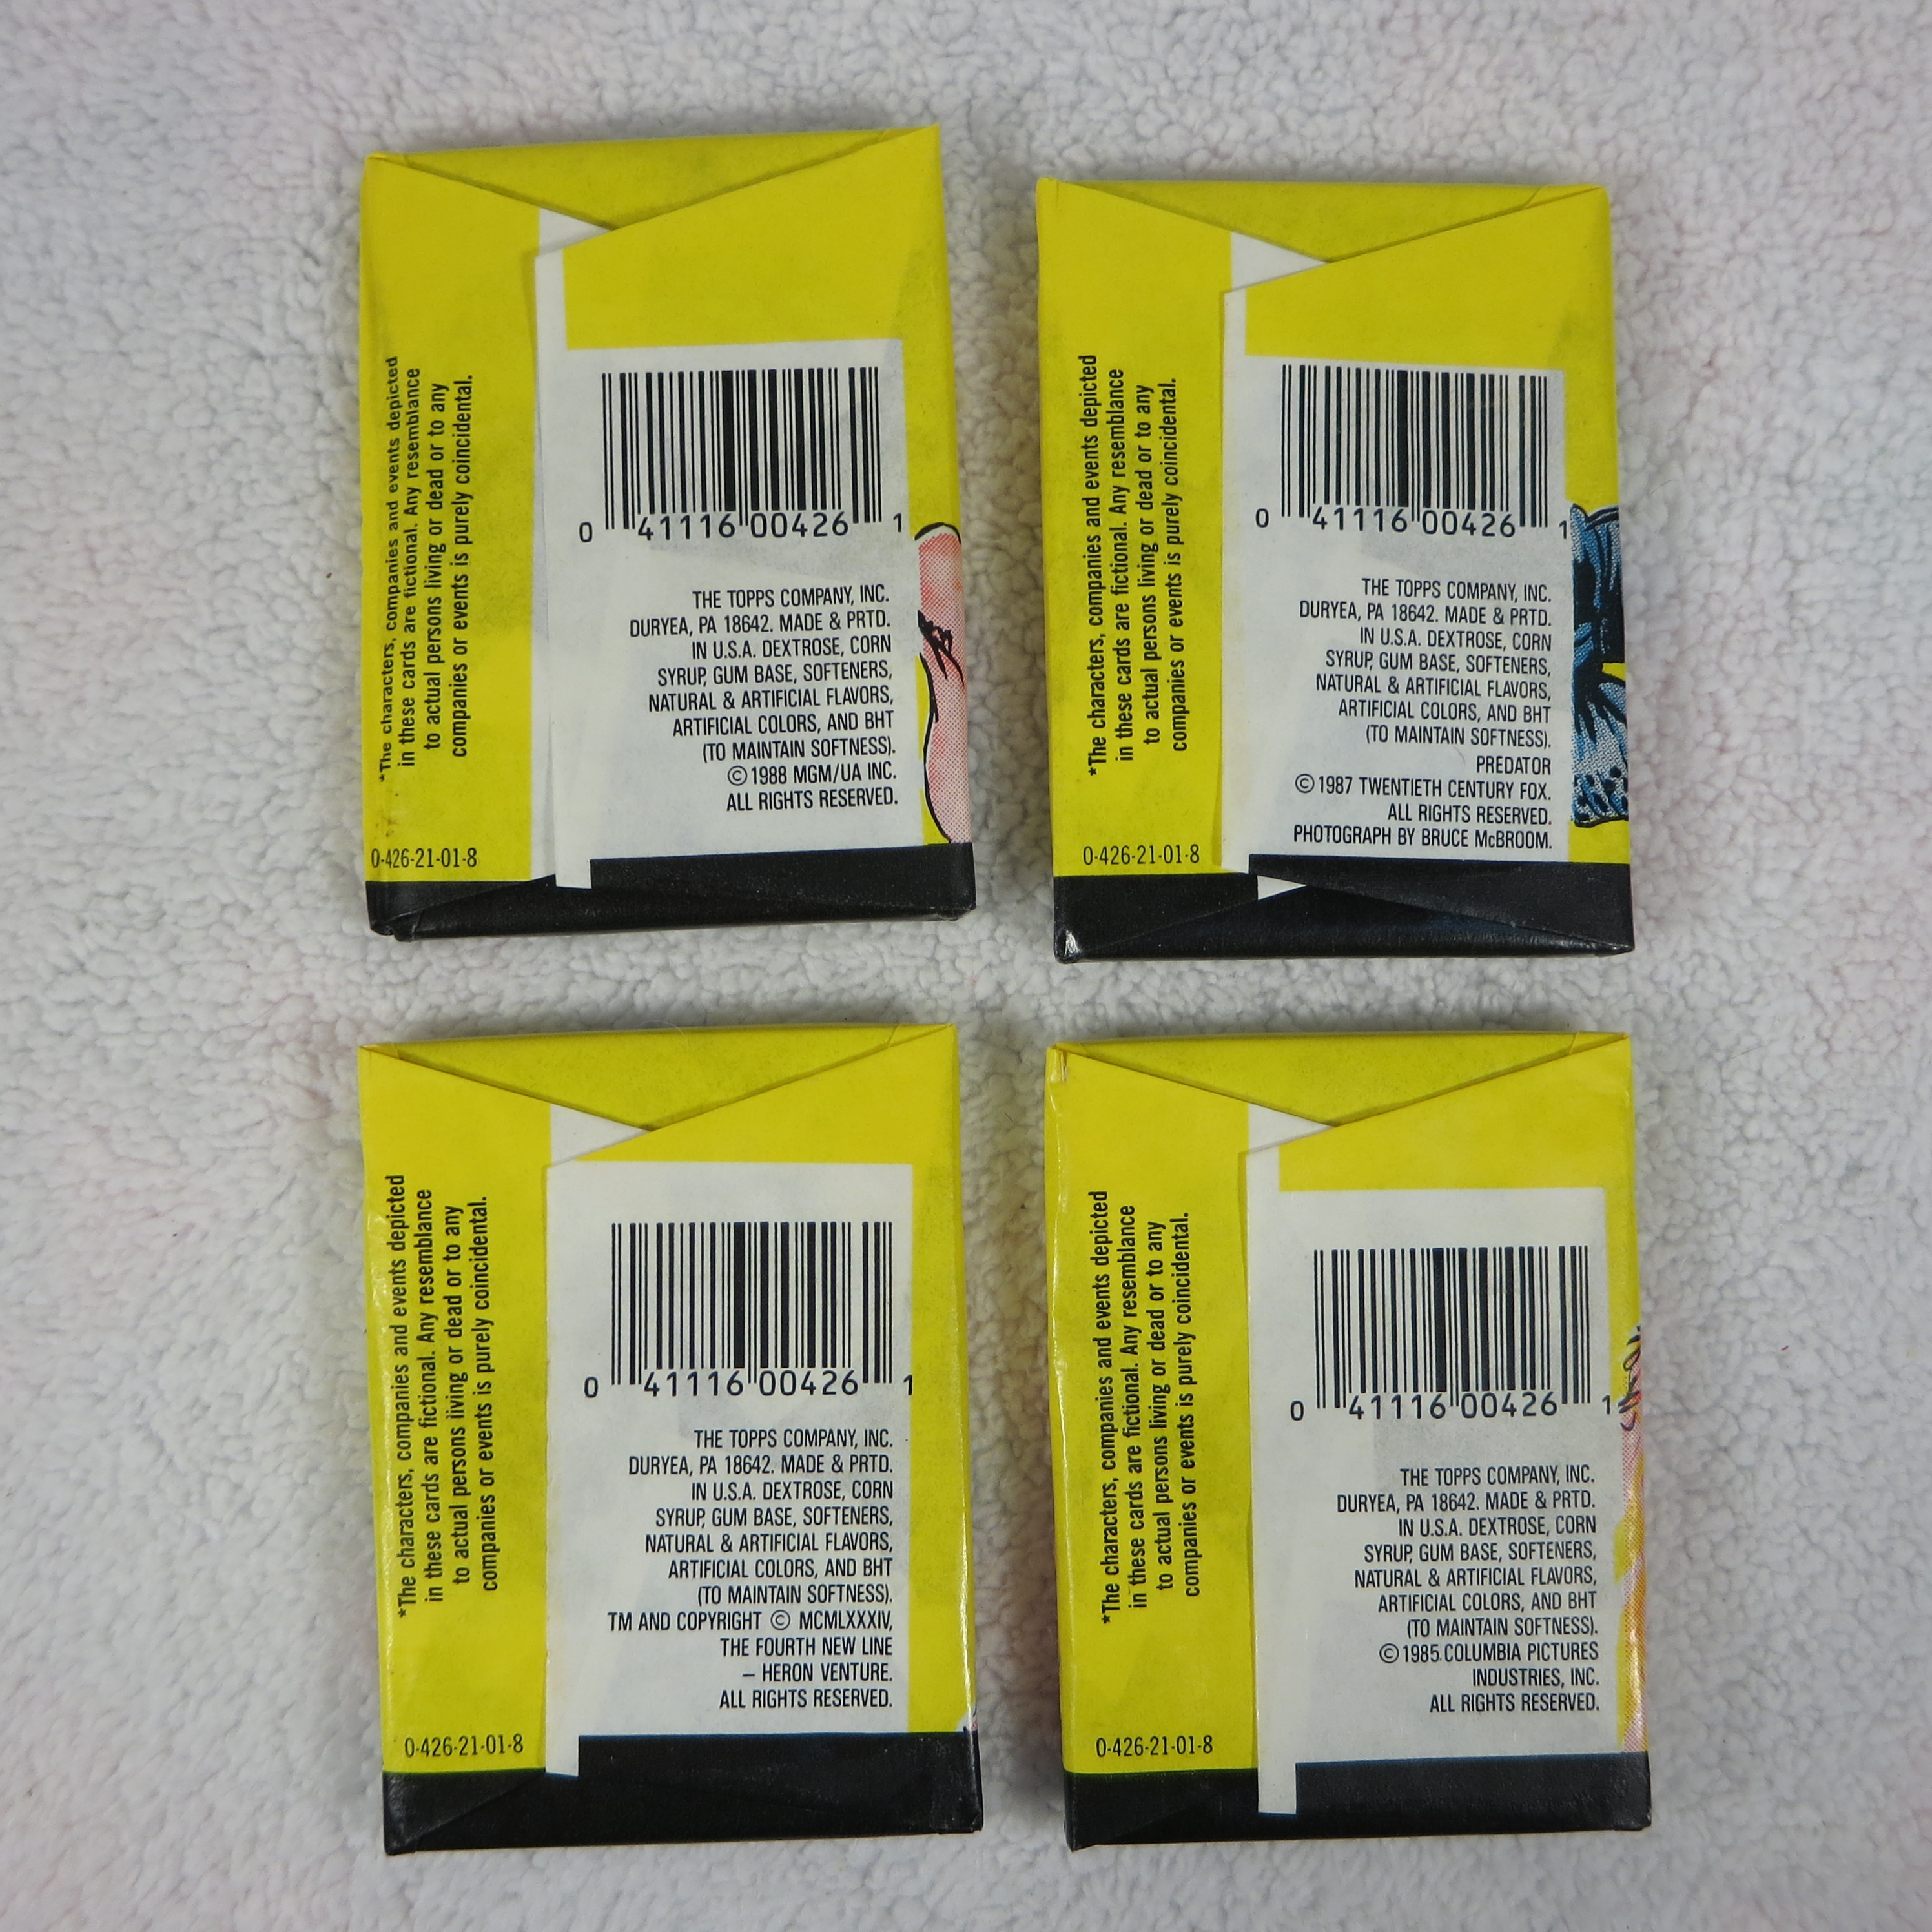 *The characters, companies and events depicted
in these cards are fictional. Any resemblance
to actual persons living or dead or to any
companies or events is purely coincidental.
0-426-21-01-8
0 41116 00426 1
THE TOPPS COMPANY, INC.
DURYEA, PA 18642. MADE & PRTD.
IN U.S.A. DEXTROSE, CORN
SYRUP, GUM BASE, SOFTENERS,
NATURAL & ARTIFICIAL FLAVORS,
ARTIFICIAL COLORS, AND BHT
(TO MAINTAIN SOFTNESS).
©1988 MGM/UA INC.
ALL RIGHTS RESERVED.
*The characters, companies and events depicted
in these cards are fictional. Any resemblance
to actual persons living or dead or to any
companies or events is purely coincidental.
0-426-21-01-8
0 41116 00426 1
THE TOPPS COMPANY, INC.
DURYEA, PA 18642. MADE & PRTD.
IN U.S.A. DEXTROSE, CORN
SYRUP, GUM BASE, SOFTENERS,
NATURAL & ARTIFICIAL FLAVORS,
ARTIFICIAL COLORS, AND BHT
(TO MAINTAIN SOFTNESS).
PREDATOR
©1987 TWENTIETH CENTURY FOX.
ALL RIGHTS RESERVED.
PHOTOGRAPH BY BRUCE McBROOM.
*The characters, companies and events depicted
in these cards are fictional. Any resemblance
to actual persons living or dead or to any
companies or events is purely coincidental.
0-426-21-01-8
0 41116 00426 1
THE TOPPS COMPANY, INC.
DURYEA, PA 18642. MADE & PRTD.
IN U.S.A. DEXTROSE, CORN
SYRUP, GUM BASE, SOFTENERS,
NATURAL & ARTIFICIAL FLAVORS,
ARTIFICIAL COLORS, AND BHT
(TO MAINTAIN SOFTNESS).
TM AND COPYRIGHT © MCMLXXXIV,
THE FOURTH NEW LINE
– HERON VENTURE.
ALL RIGHTS RESERVED.
*The characters, companies and events depicted
in these cards are fictional. Any resemblance
to actual persons living or dead or to any
companies or events is purely coincidental.
0-426-21-01-8
0 41116 00426 1
THE TOPPS COMPANY, INC.
DURYEA, PA 18642. MADE & PRTD.
IN U.S.A. DEXTROSE, CORN
SYRUP, GUM BASE, SOFTENERS,
NATURAL & ARTIFICIAL FLAVORS,
ARTIFICIAL COLORS, AND BHT
(TO MAINTAIN SOFTNESS).
©1985 COLUMBIA PICTURES
INDUSTRIES, INC.
ALL RIGHTS RESERVED.